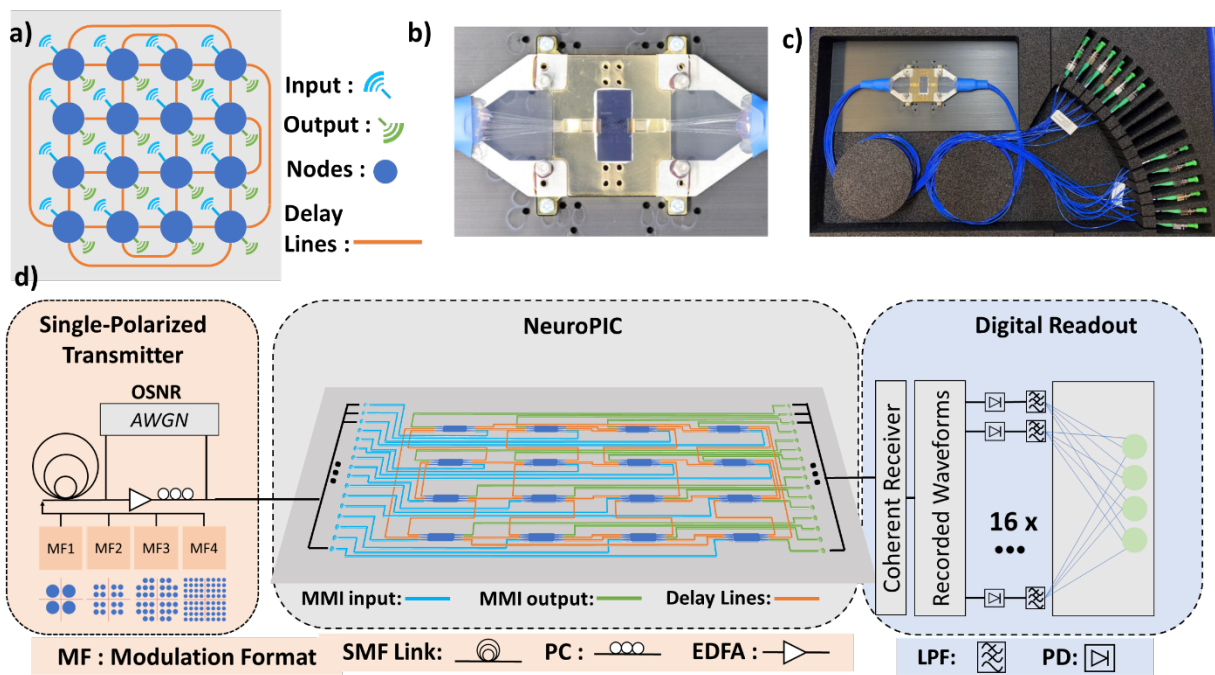 a)
Input :
Output :
Nodes :
Delay
Lines :
b)
c)
d)
Single-Polarized
Transmitter
OSNR
AWGN
MF1 MF2 MF3 MF4
NeuroPIC
MMI input: MMI output: Delay Lines:
Digital Readout
Coherent Receiver
Recorded Waveforms
16 x
MF : Modulation Format SMF Link: PC : EDFA :
LPF: PD: